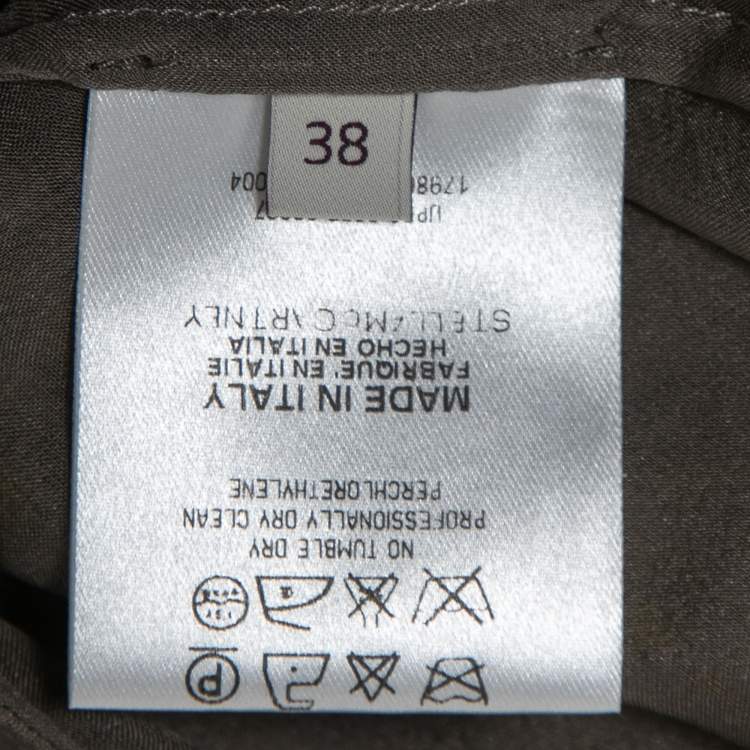 38
NO TUMBLE DRY
PROFESSIONALLY DRY CLEAN
PERCHLORETHYLENE
MADE IN ITALY
FABRIQUE' EN ITALIE
HECHO EN ITALIA
STELLA McCARTNEY
004
P